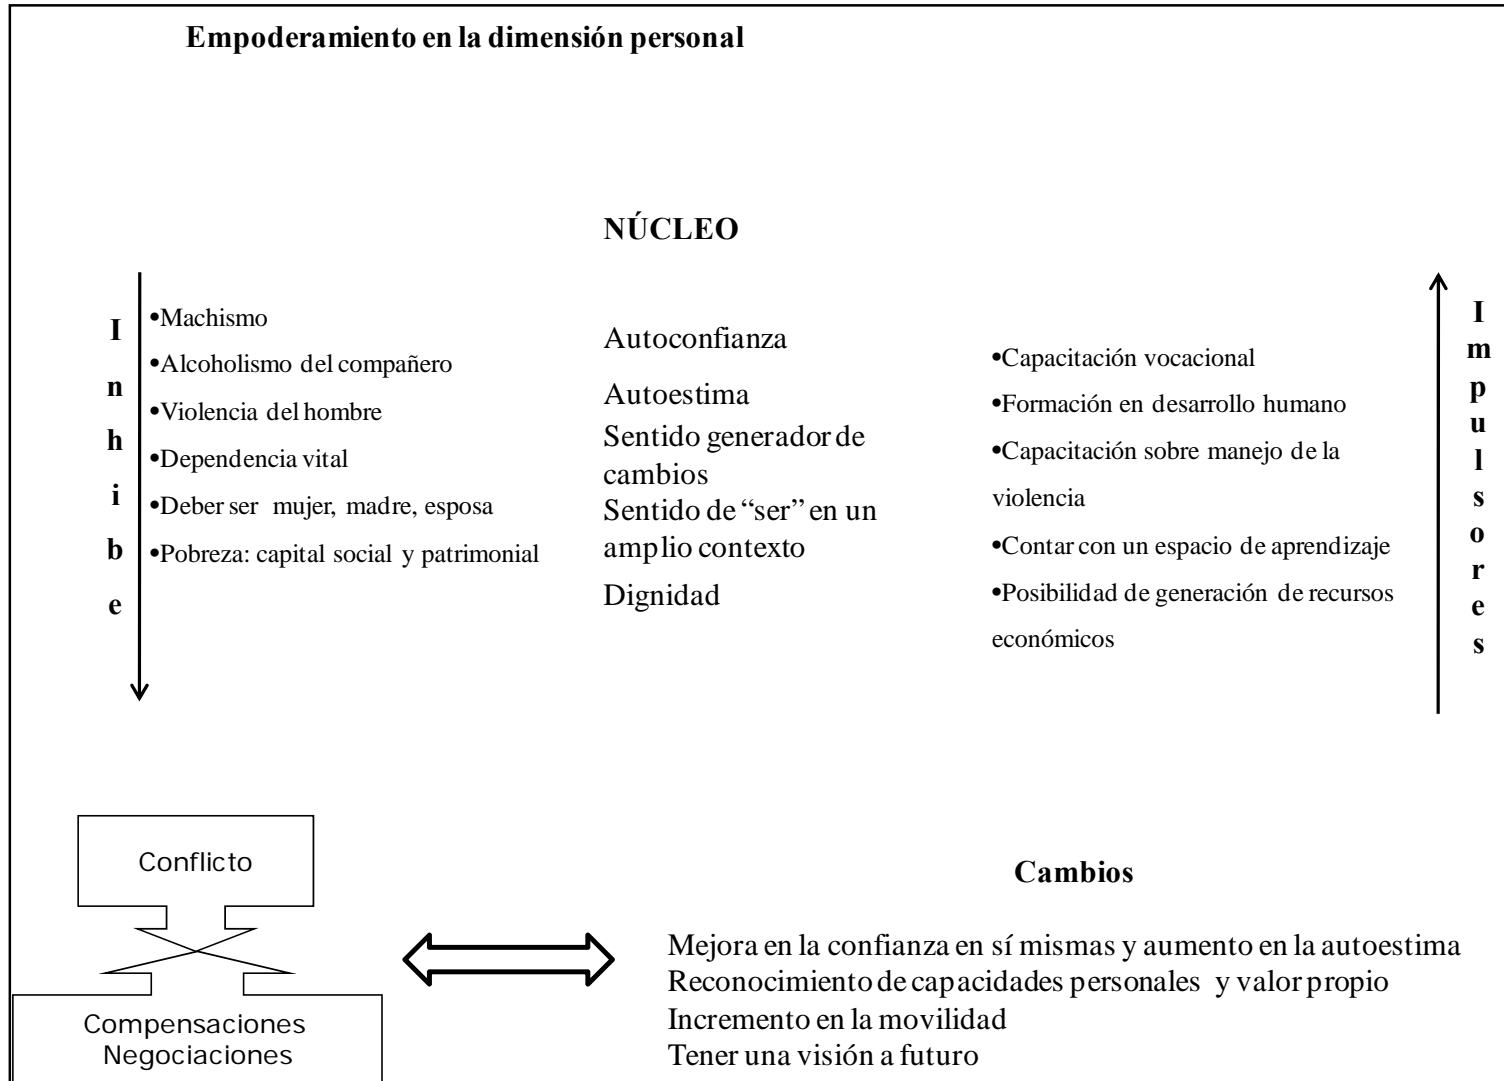 Empoderamiento en la dimensión personal
NÚCLEO
Inhibe
•Machismo
•Alcoholismo del compañero
•Violencia del hombre
•Dependencia vital
•Deber ser mujer, madre, esposa
•Pobreza: capital social y patrimonial
Autoconfianza
Autoestima
Sentido generador de
cambios
Sentido de “ser” en un
amplio contexto
Dignidad
•Capacitación vocacional
•Formación en desarrollo humano
•Capacitación sobre manejo de la
violencia
•Contar con un espacio de aprendizaje
•Posibilidad de generación de recursos
económicos
Impulsores
Conflicto
Compensaciones
Negociaciones
Cambios
Mejora en la confianza en sí mismas y aumento en la autoestima
Reconocimiento de capacidades personales y valor propio
Incremento en la movilidad
Tener una visión a futuro